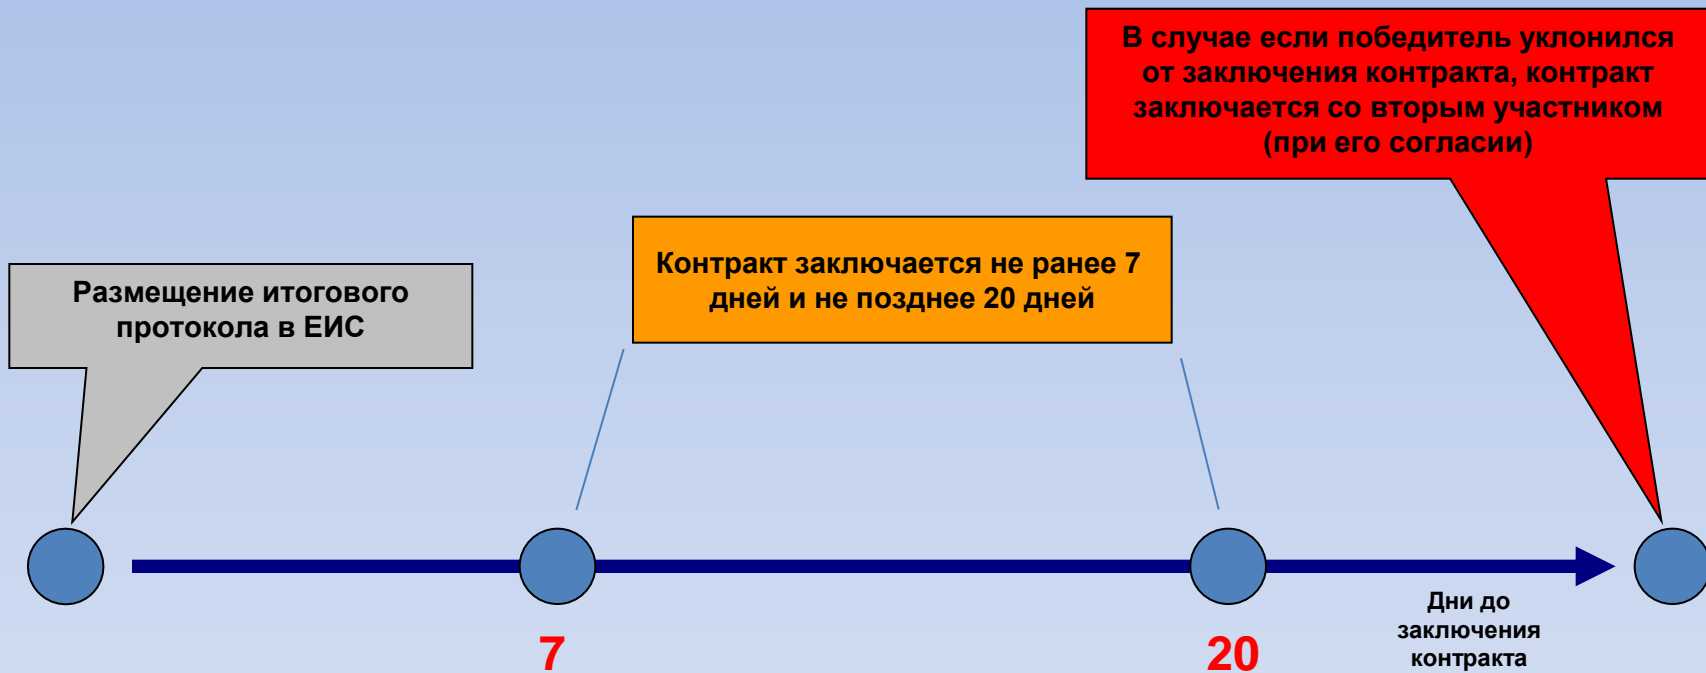 В случае если победитель уклонился
от заключения контракта, контракт
заключается со вторым участником
(при его согласии)
Контракт заключается не ранее 7
дней и не позднее 20 дней
Размещение итогового
протокола в ЕИС
Дни до
заключения
контракта
7
20